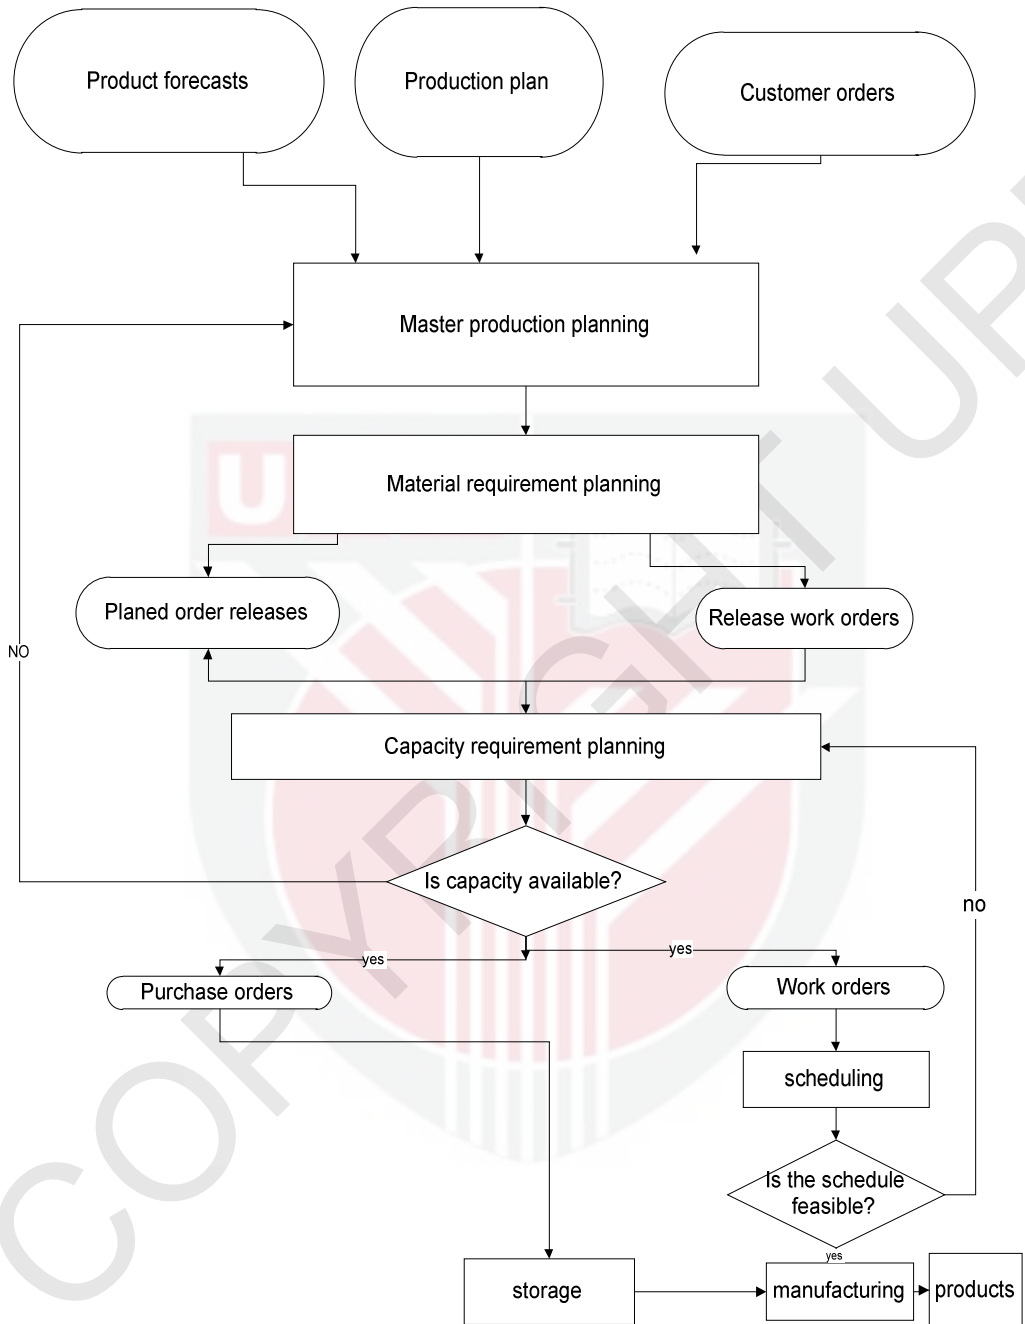 Product forecasts
Production plan
Customer orders
Master production planning
Material requirement planning
Planed order releases
Release work orders
NO
Capacity requirement planning
Is capacity available?
no
yes
yes
Purchase orders
Work orders
scheduling
Is the schedule
feasible?
yes
storage
manufacturing
products
COPYRIGHT UP
U